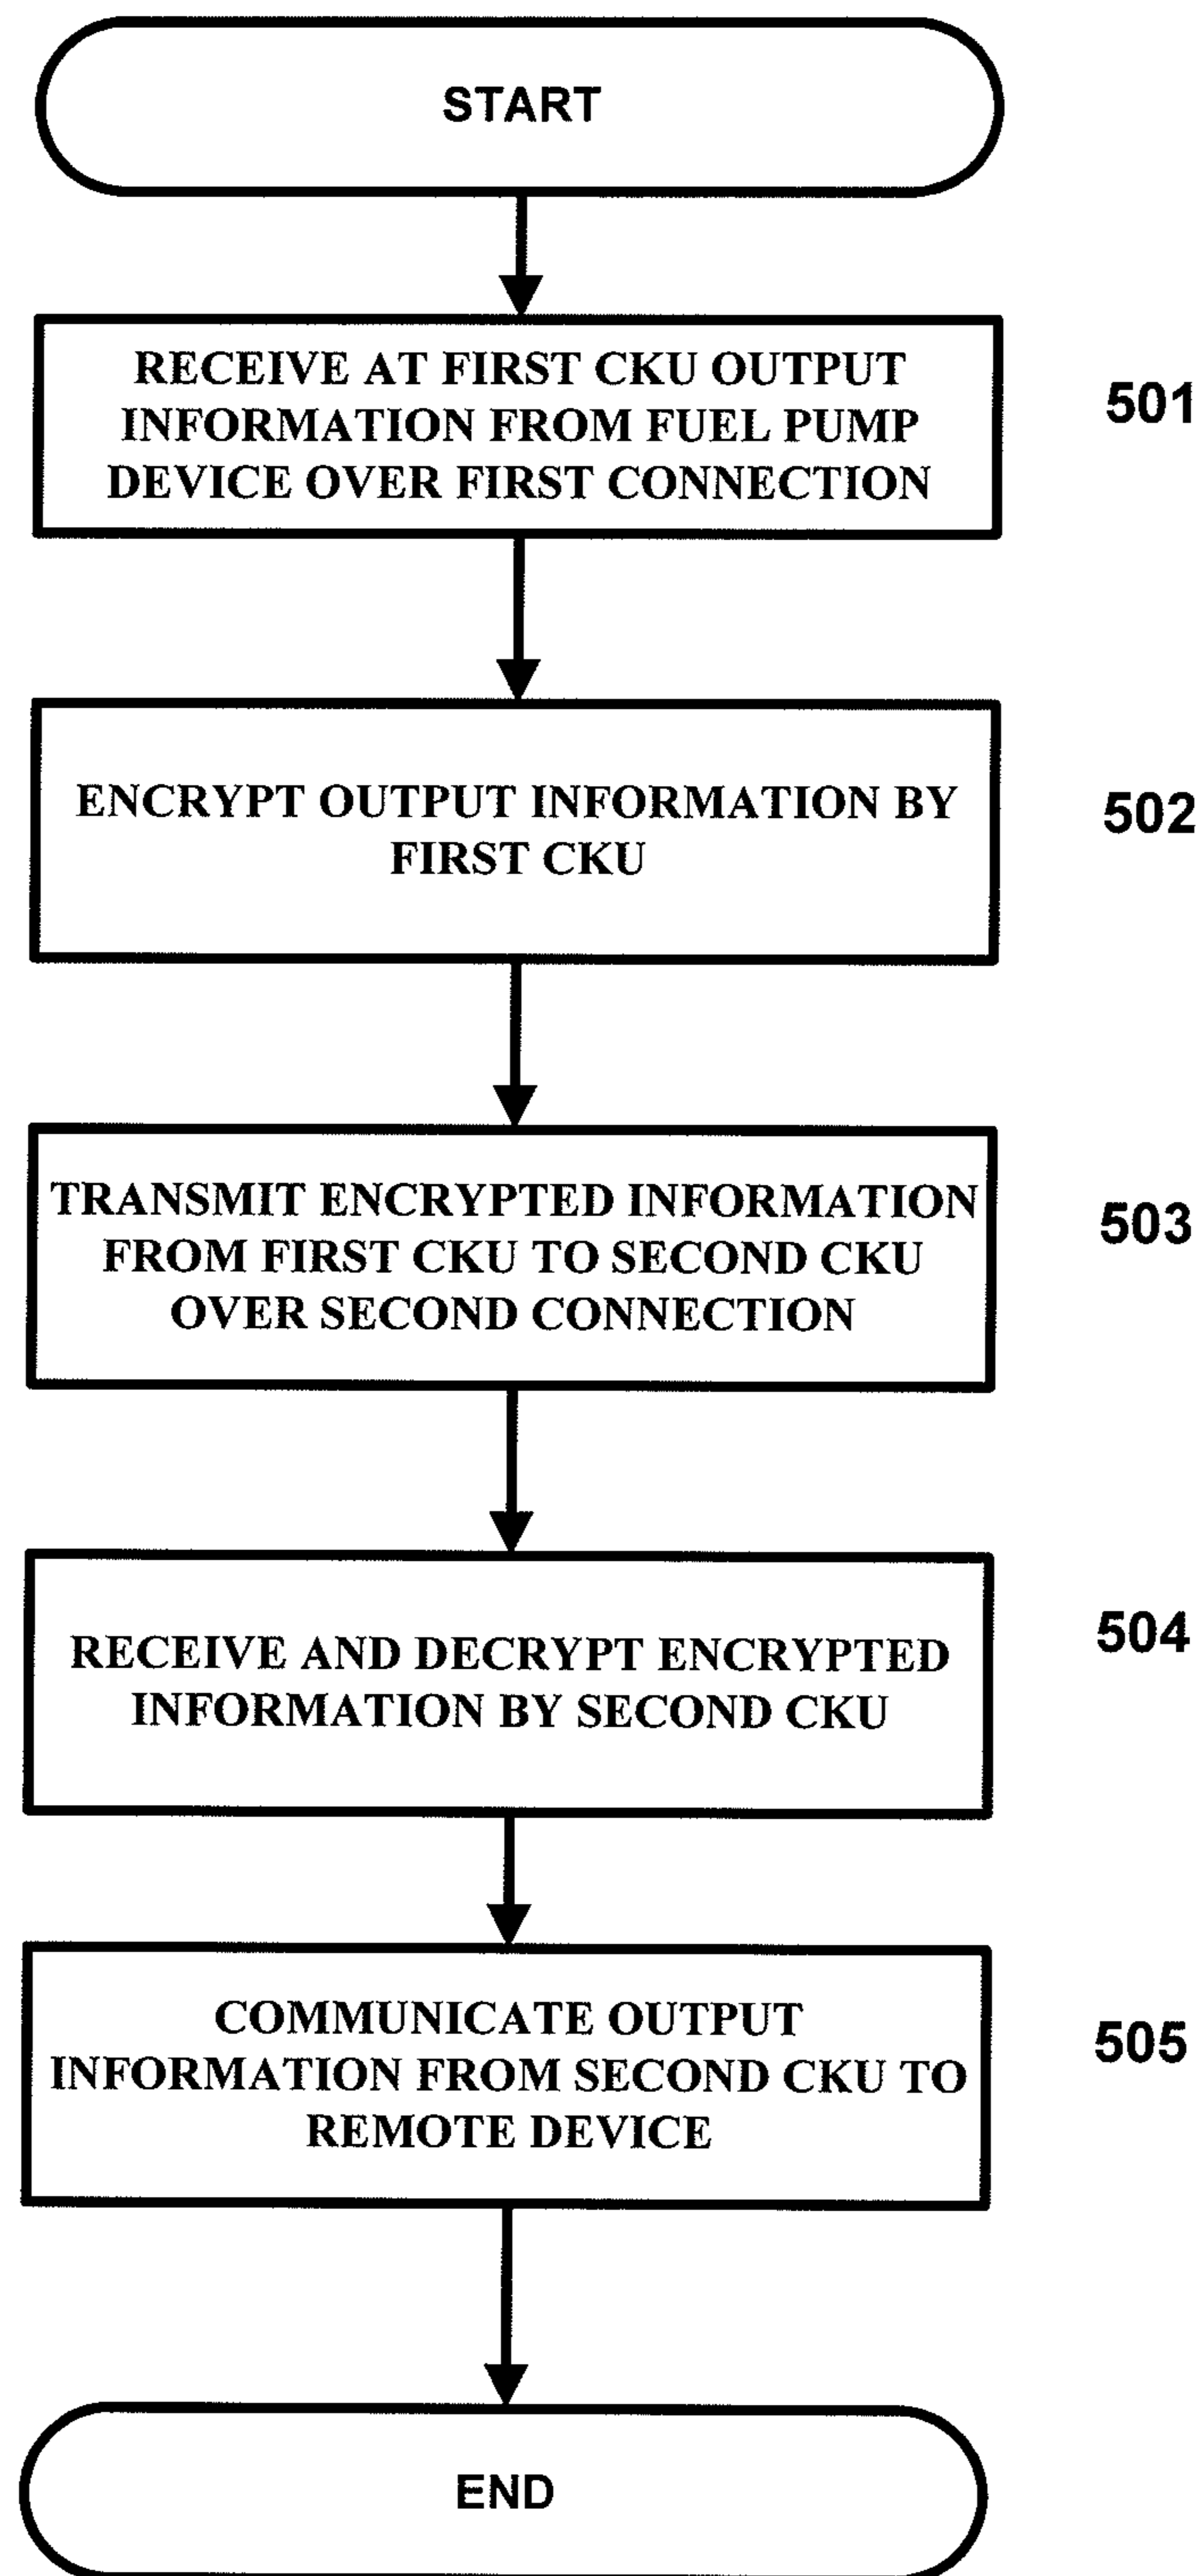 START
RECEIVE AT FIRST CKU OUTPUT
INFORMATION FROM FUEL PUMP
DEVICE OVER FIRST CONNECTION
501
ENCRYPT OUTPUT INFORMATION BY
FIRST CKU
502
TRANSMIT ENCRYPTED INFORMATION
FROM FIRST CKU TO SECOND CKU
OVER SECOND CONNECTION
503
RECEIVE AND DECRYPT ENCRYPTED
INFORMATION BY SECOND CKU
504
COMMUNICATE OUTPUT
INFORMATION FROM SECOND CKU TO
REMOTE DEVICE
505
END